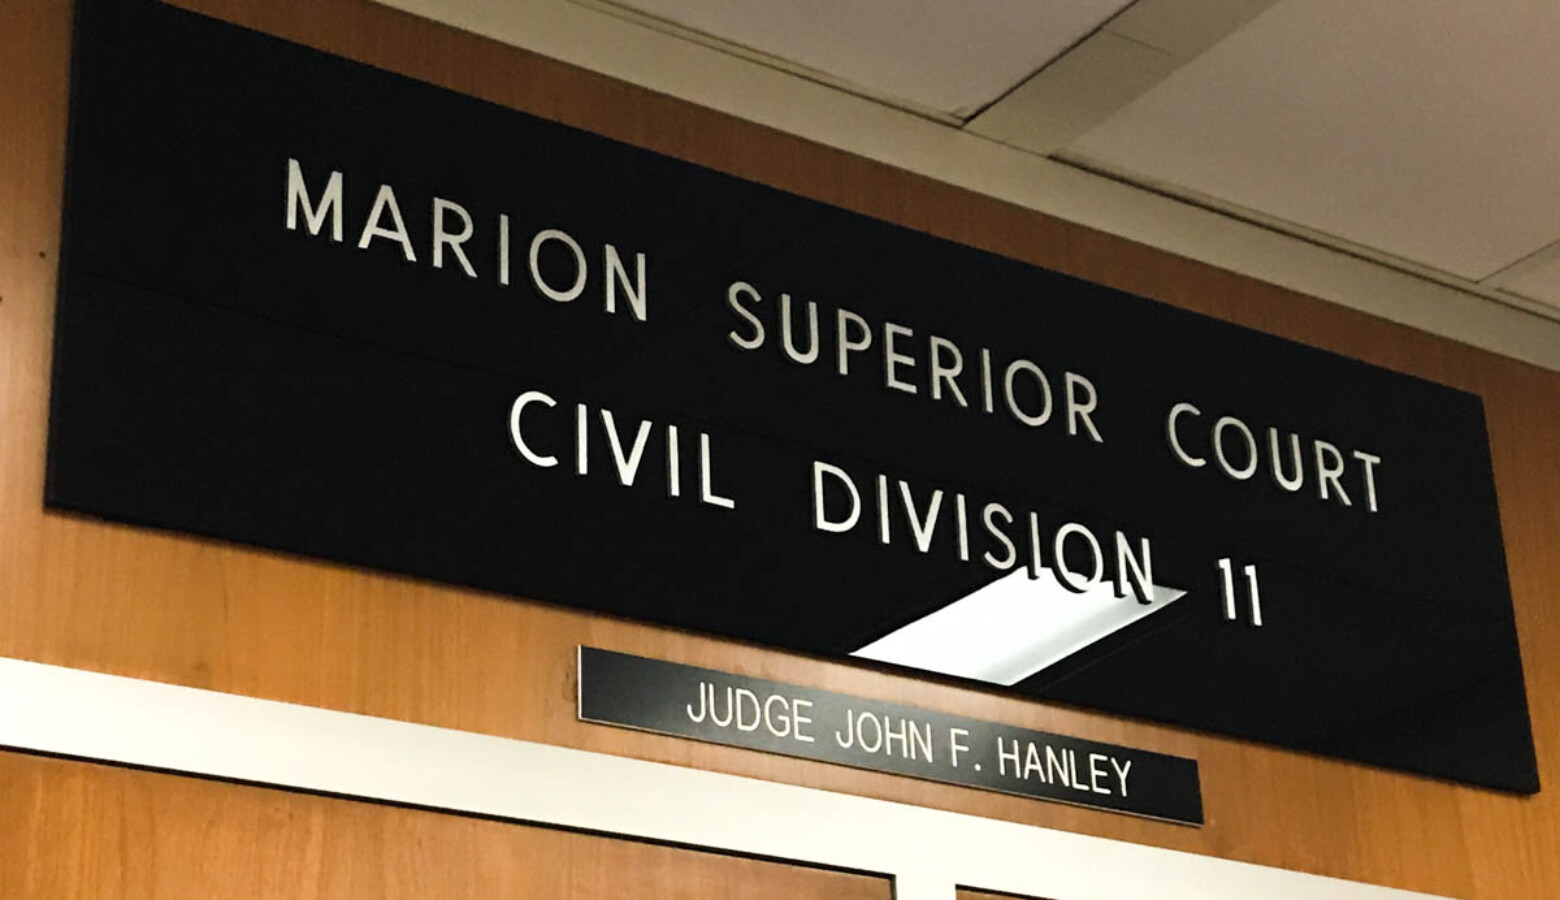 MARION SUPERIOR COURT
CIVIL DIVISION 11
JUDGE JOHN F. HANLEY